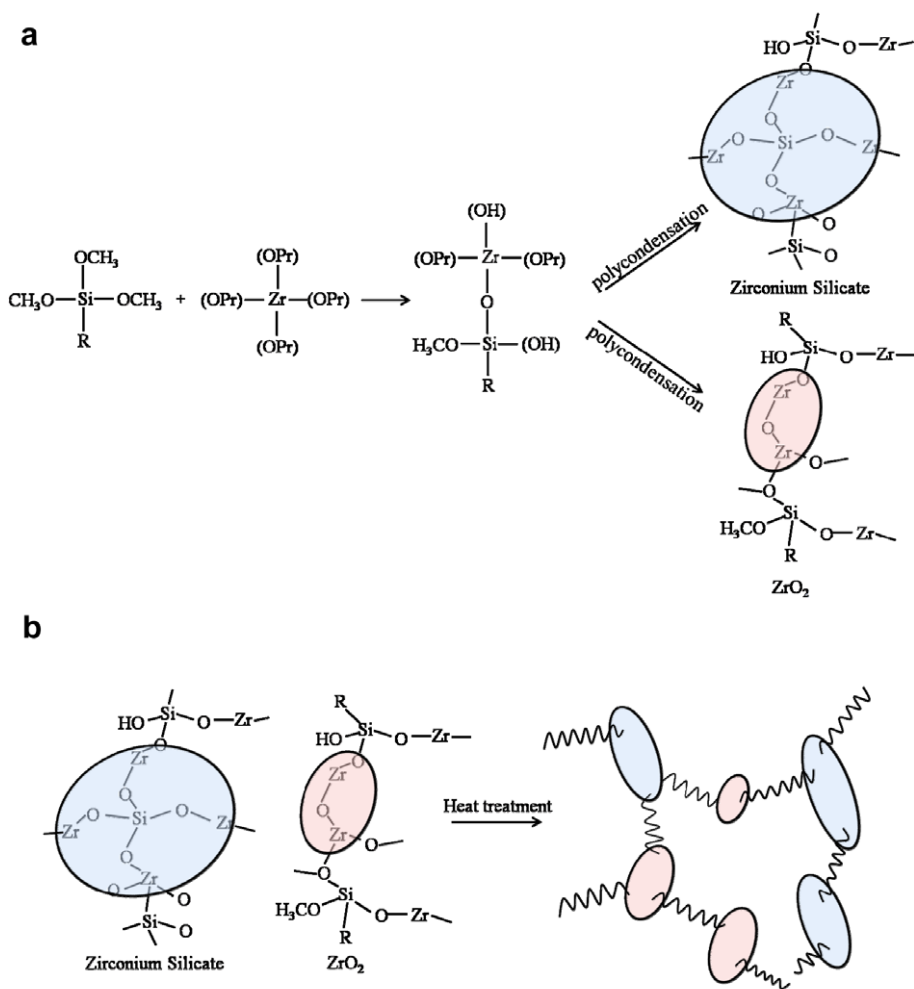 a
OCH₃
CH₃O—Si—OCH₃
R
+
(OPr)
(OPr)—Zr—(OPr)
(OPr)
(OH)
(OPr)—Zr—(OPr)
O
H₃CO—Si—(OH)
R
polycondensation
polycondensation
HO Si O—Zr
O
Zr
O
O O
Zr Si Zr
O
Zr
O O
Si O
Zirconium Silicate
R
HO Si O—Zr
O
Zr
O
Zr O
O
Si
H₃CO O—Zr
R
ZrO₂
b
HO Si O—Zr
O
Zr
O
O O
Zr Si Zr
O
Zr
O O
Si O
Zirconium Silicate
R
HO Si O—Zr
O
Zr
O
Zr O
O
Si
H₃CO O—Zr
R
ZrO₂
Heat treatment